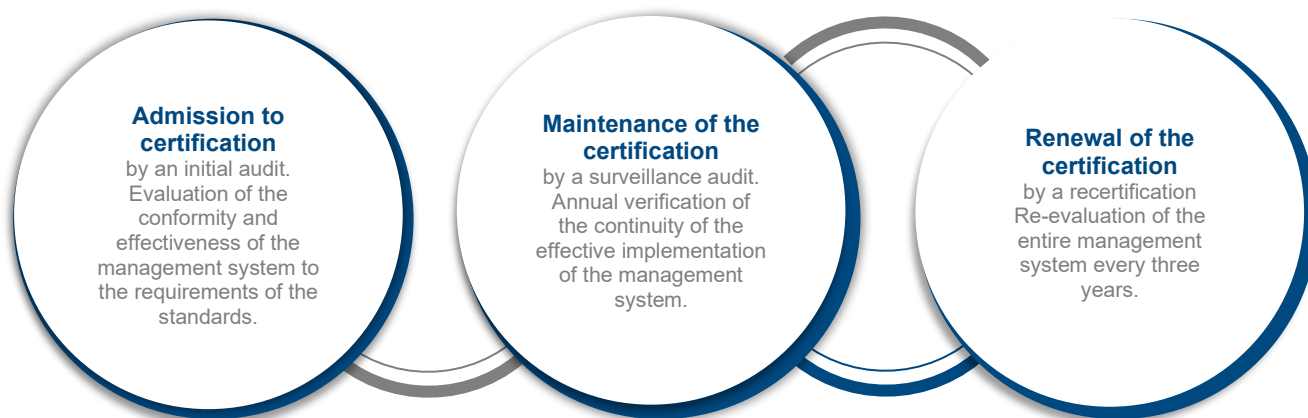 Admission to
certification
by an initial audit.
Evaluation of the
conformity and
effectiveness of the
management system to
the requirements of the
standards.
Maintenance of the
certification
by a surveillance audit.
Annual verification of
the continuity of the
effective implementation
of the management
system.
Renewal of the
certification
by a recertification
Re-evaluation of the
entire management
system every three
years.